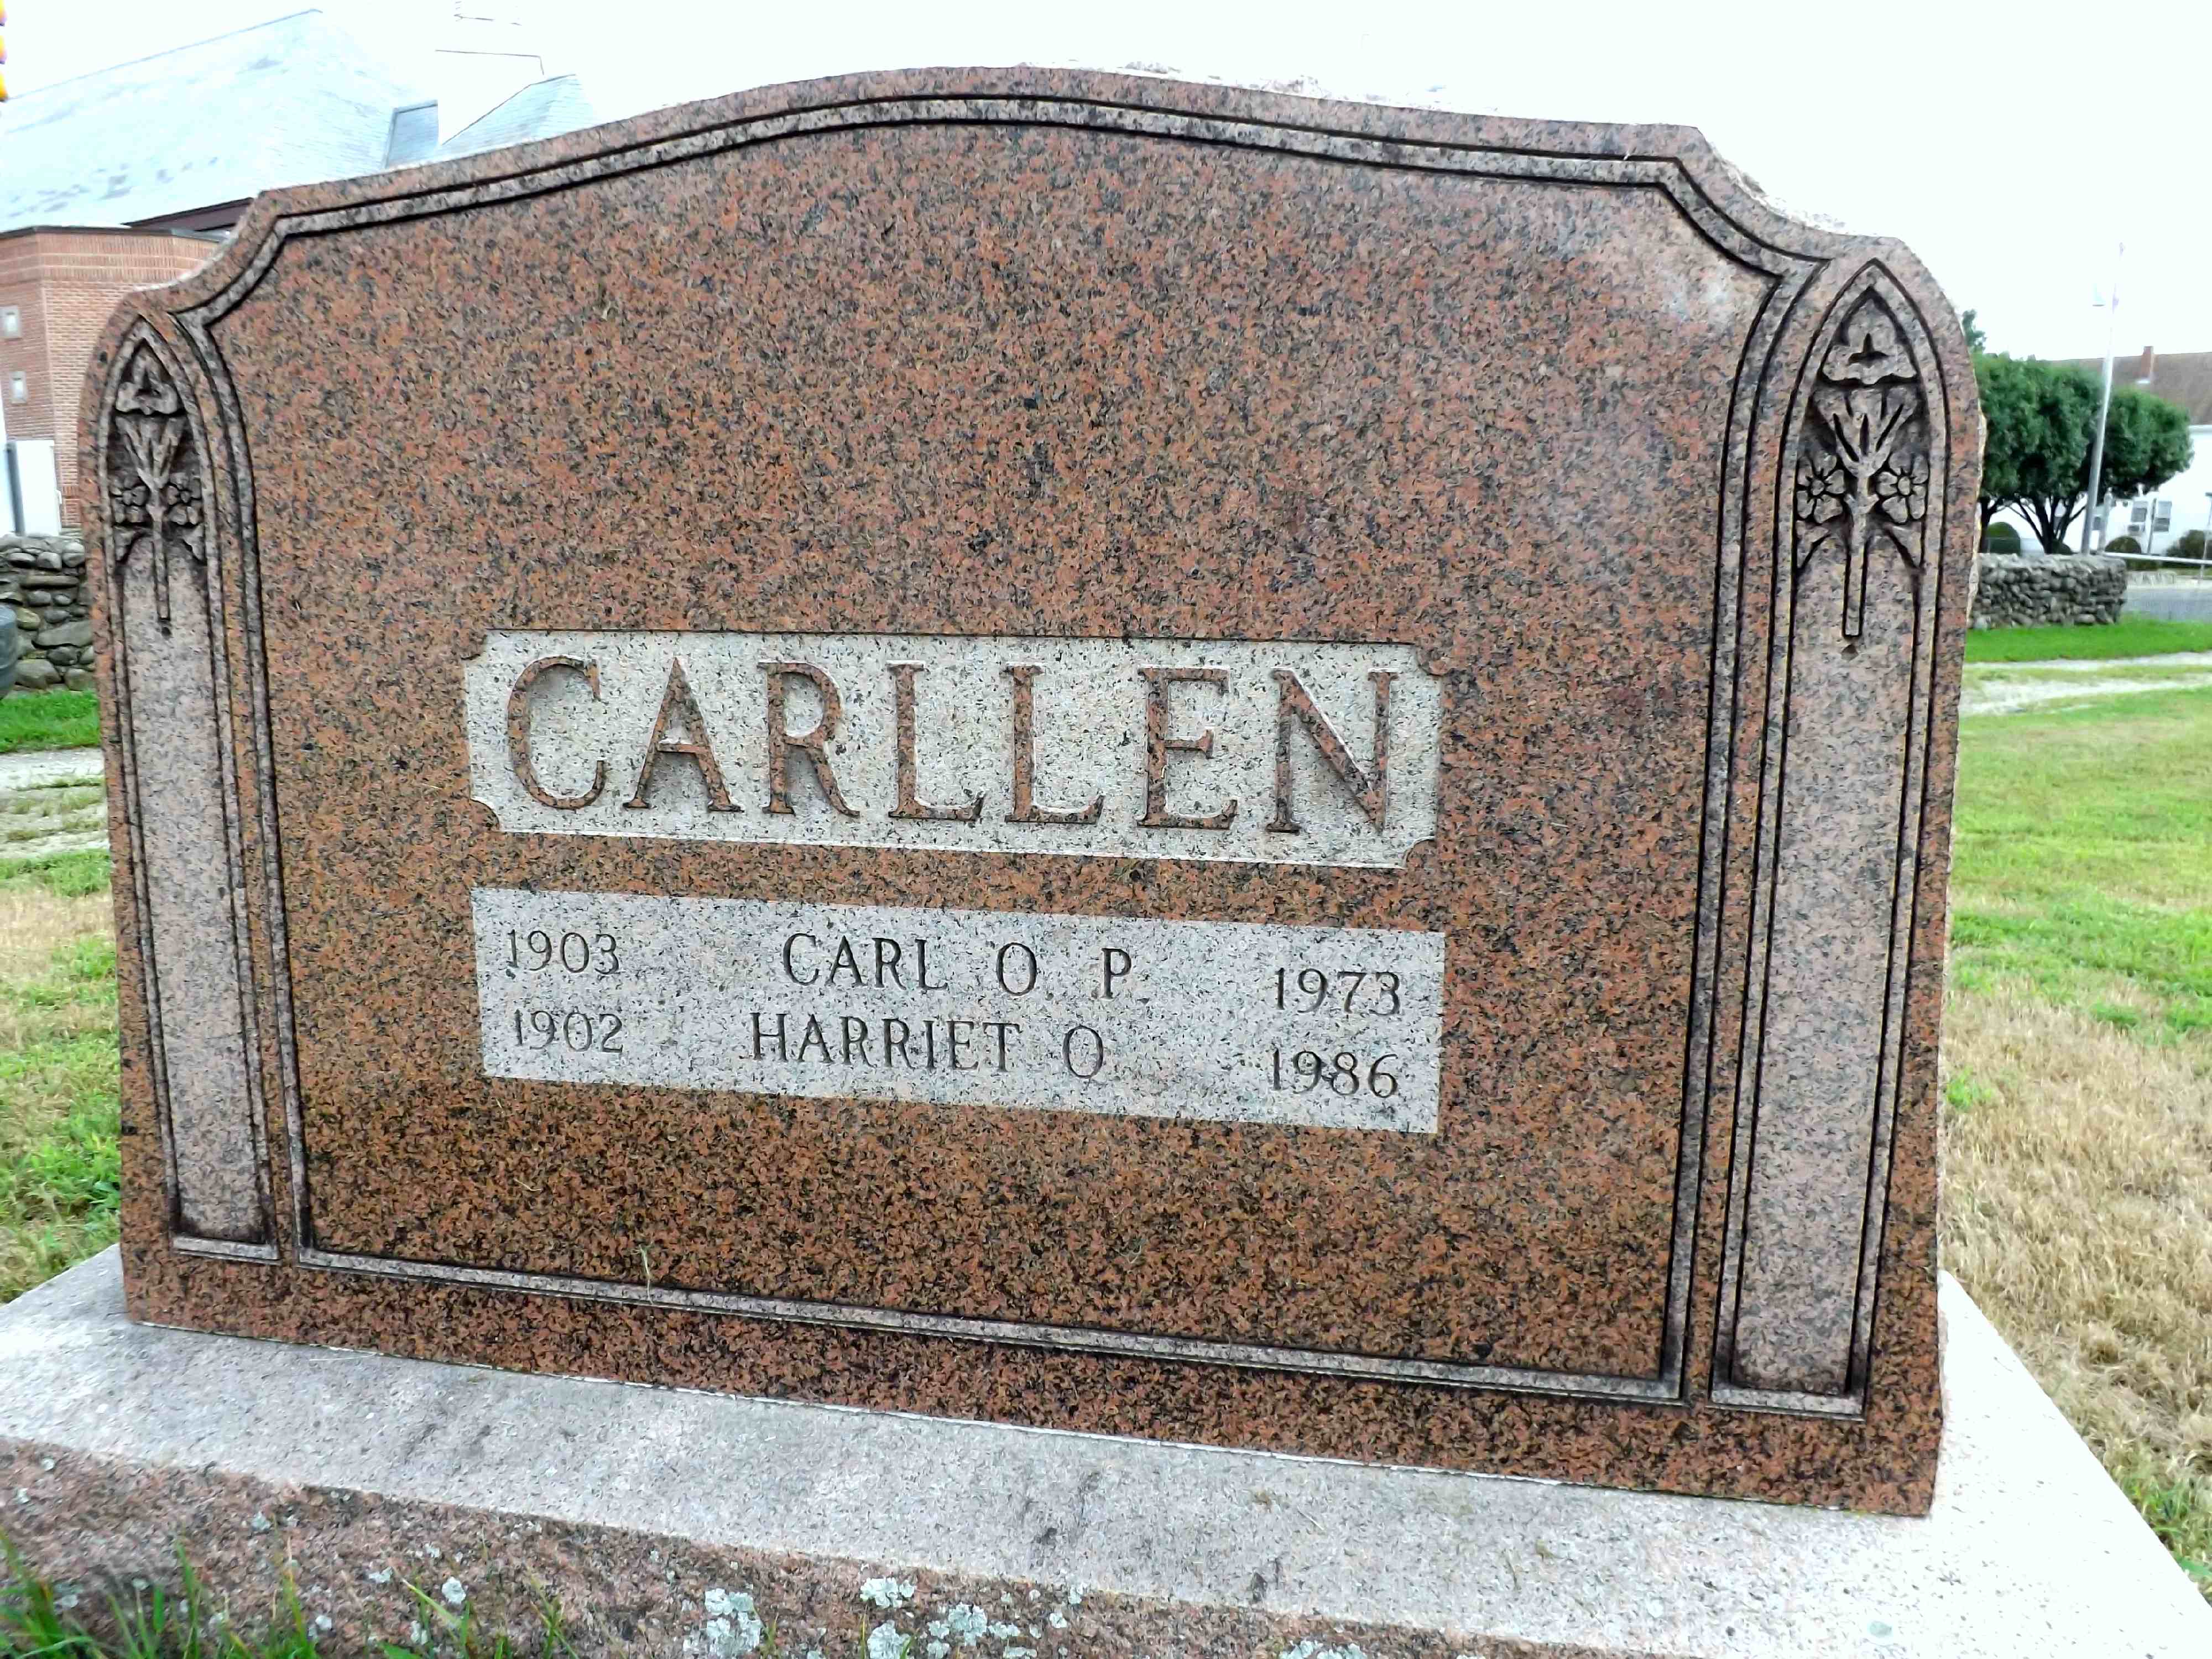 CARLLEN
1903 CARL O. P. 1973
1902 HARRIET O. 1986